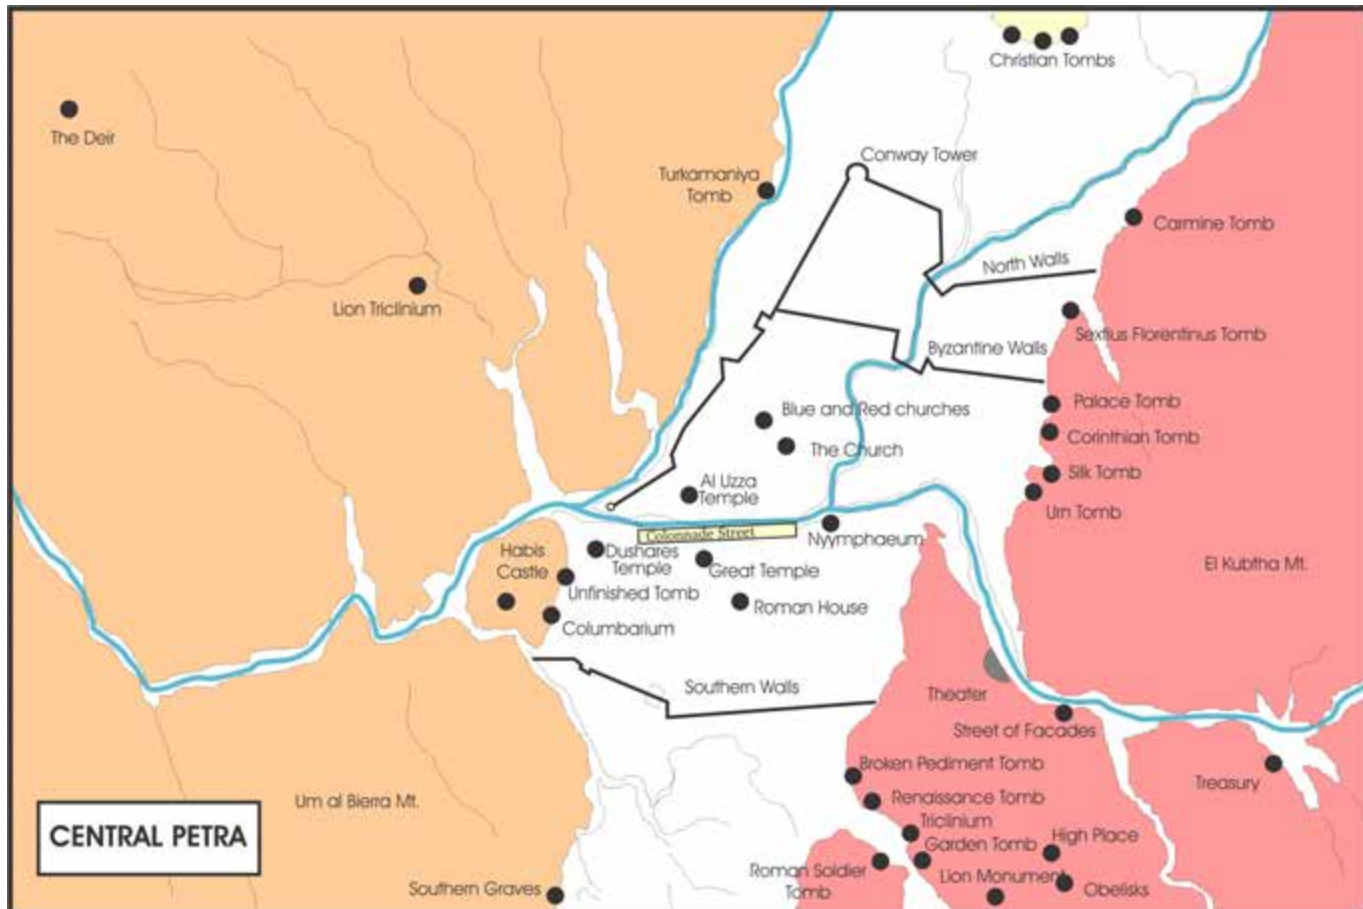 Christian Tombs
The Deir
Conway Tower
Turkamaniya
Tomb
Carmine Tomb
North Walls
Lion Triclinium
Sextius Florentinus Tomb
Byzantine Walls
Palace Tomb
Blue and Red churches
Corinthian Tomb
The Church
Silk Tomb
Al Uzza
Temple
Urn Tomb
Colonnade Street
Nyymphaeum
Habis
Castle
Dushares
Temple
Great Temple
El Kubtha Mt.
Unfinished Tomb
Roman House
Columbarium
Southern Walls
Theater
Street of Facades
Broken Pediment Tomb
Treasury
Um al Bierra Mt.
Renaissance Tomb
Triclinium
CENTRAL PETRA
High Place
Garden Tomb
Roman Soldier
Tomb
Lion Monument
Obelisks
Southern Graves